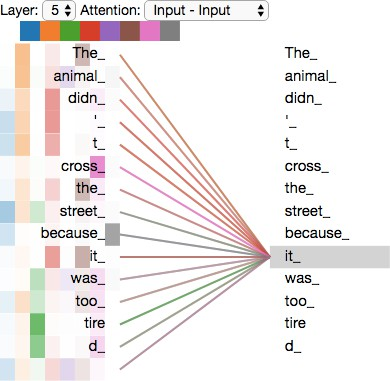 Layer: 5 Attention: Input - Input
The_ The_
animal_ animal_
didn_ didn_
'_ '_
t_ t_
cross_ cross_
the_ the_
street_ street_
because_ because_
it_ it_
was_ was_
too_ too_
tire tire
d_ d_